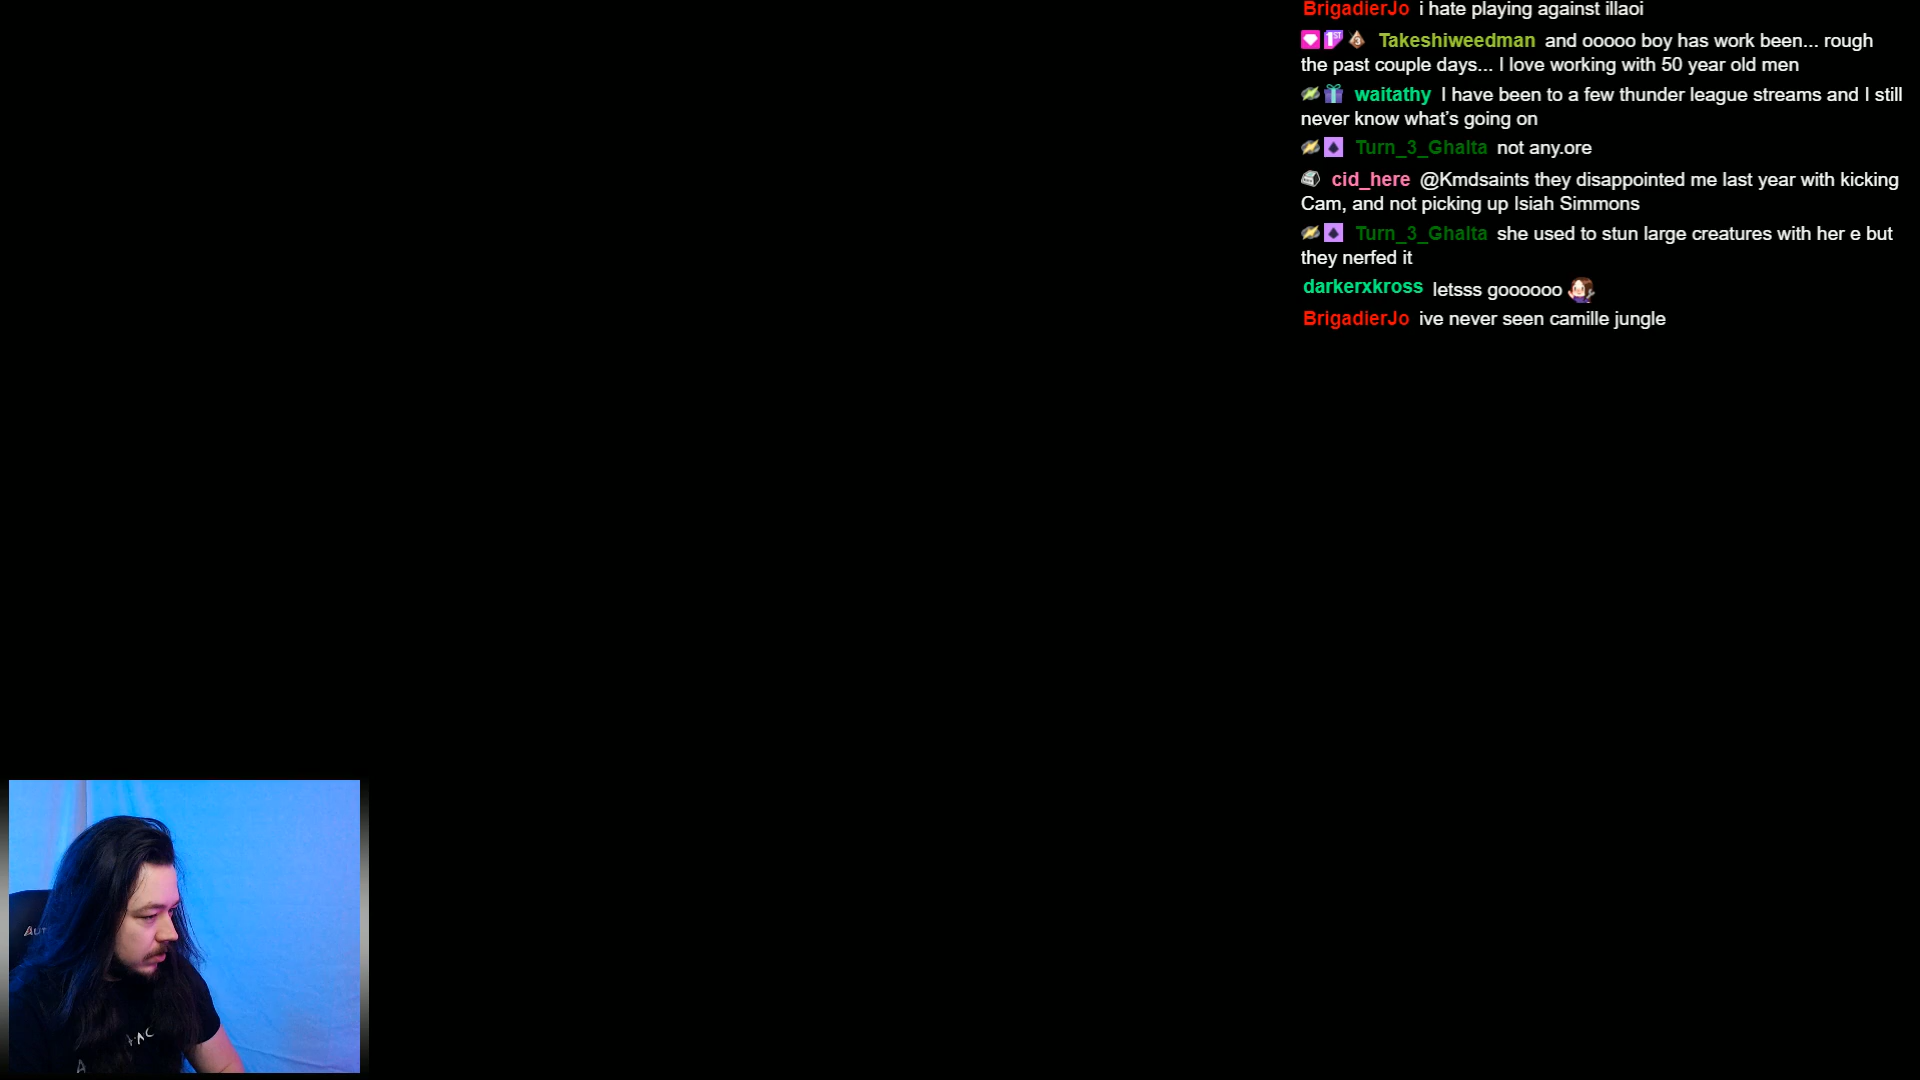 BrigadierJo i hate playing against illaoi
Takeshiweedman and ooooo boy has work been... rough
the past couple days... I love working with 50 year old men
waitathy I have been to a few thunder league streams and I still
never know what’s going on
Turn_3_Ghalta not any.ore
cid_here @Kmdsaints they disappointed me last year with kicking
Cam, and not picking up Isiah Simmons
Turn_3_Ghalta she used to stun large creatures with her e but
they nerfed it
darkerxkross letsss goooooo
BrigadierJo ive never seen camille jungle